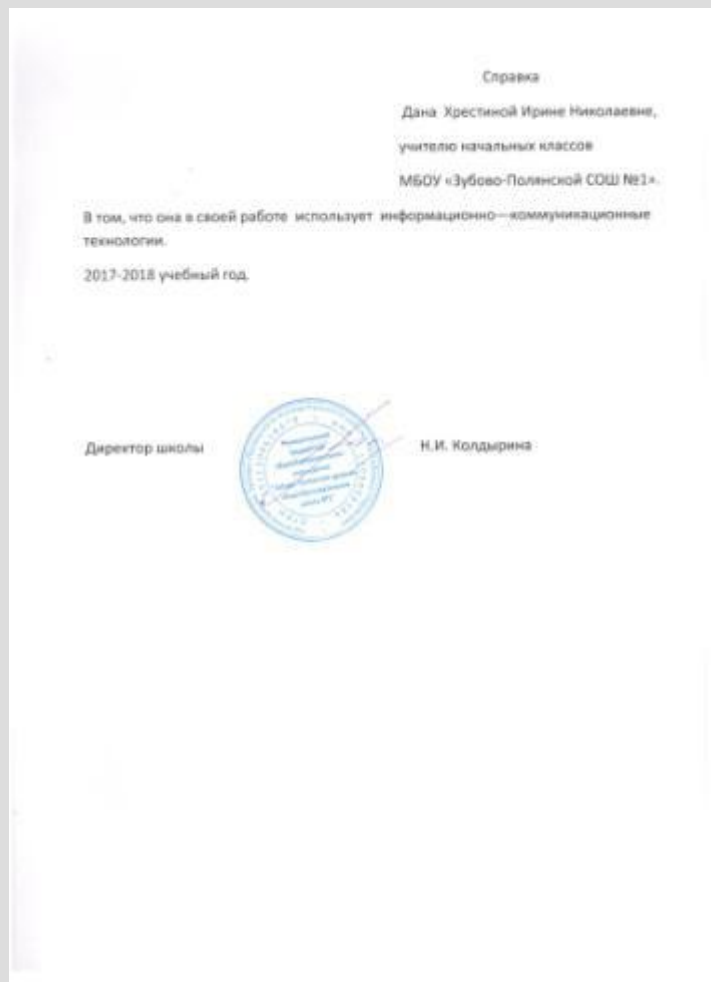 Справка
Дана Хрестиной Ирине Николаевне,
учителю начальных классов
МБОУ «Зубово-Полянской СОШ №1».
В том, что она в своей работе использует информационно—коммуникационные
технологии.
2017-2018 учебный год.
Директор школы
Н.И. Колдырина